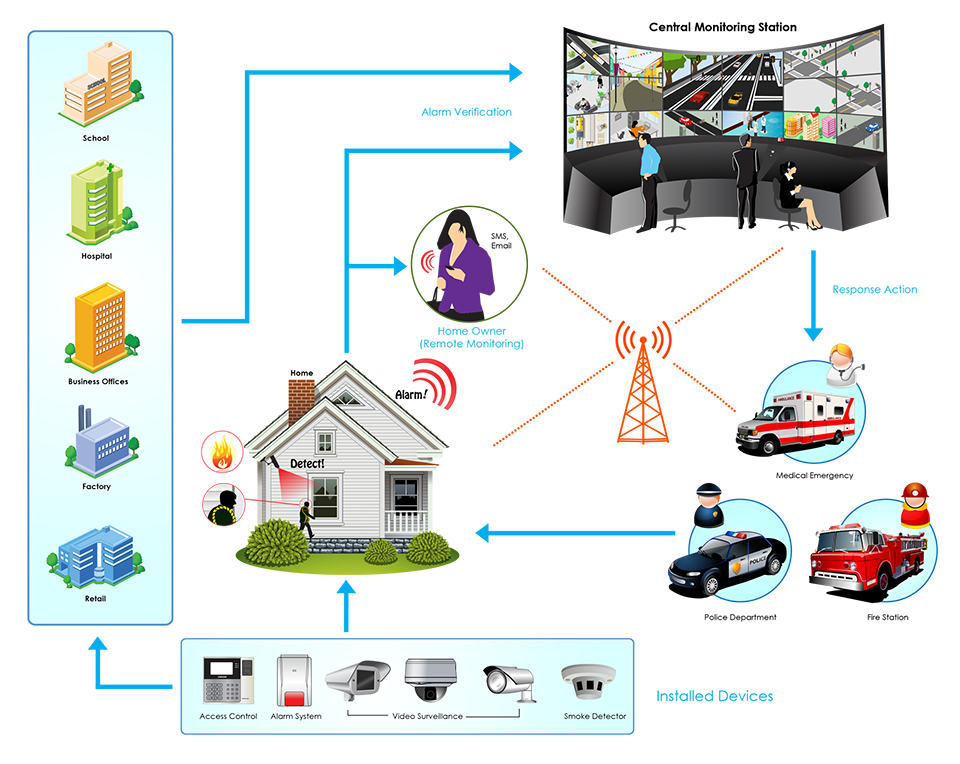 Central Monitoring Station
SCHOOL
School
Alarm Verification
Hospital
SMS,
Email
Response Action
Home Owner
(Remote Monitoring)
Business Offices
Home
Alarm!
AMBULANCE
Detect!
Medical Emergency
Factory
POLICE
Retail
Police Department
Fire Station
Access Control
Alarm System
Video Surveillance
Smoke Detector
Installed Devices